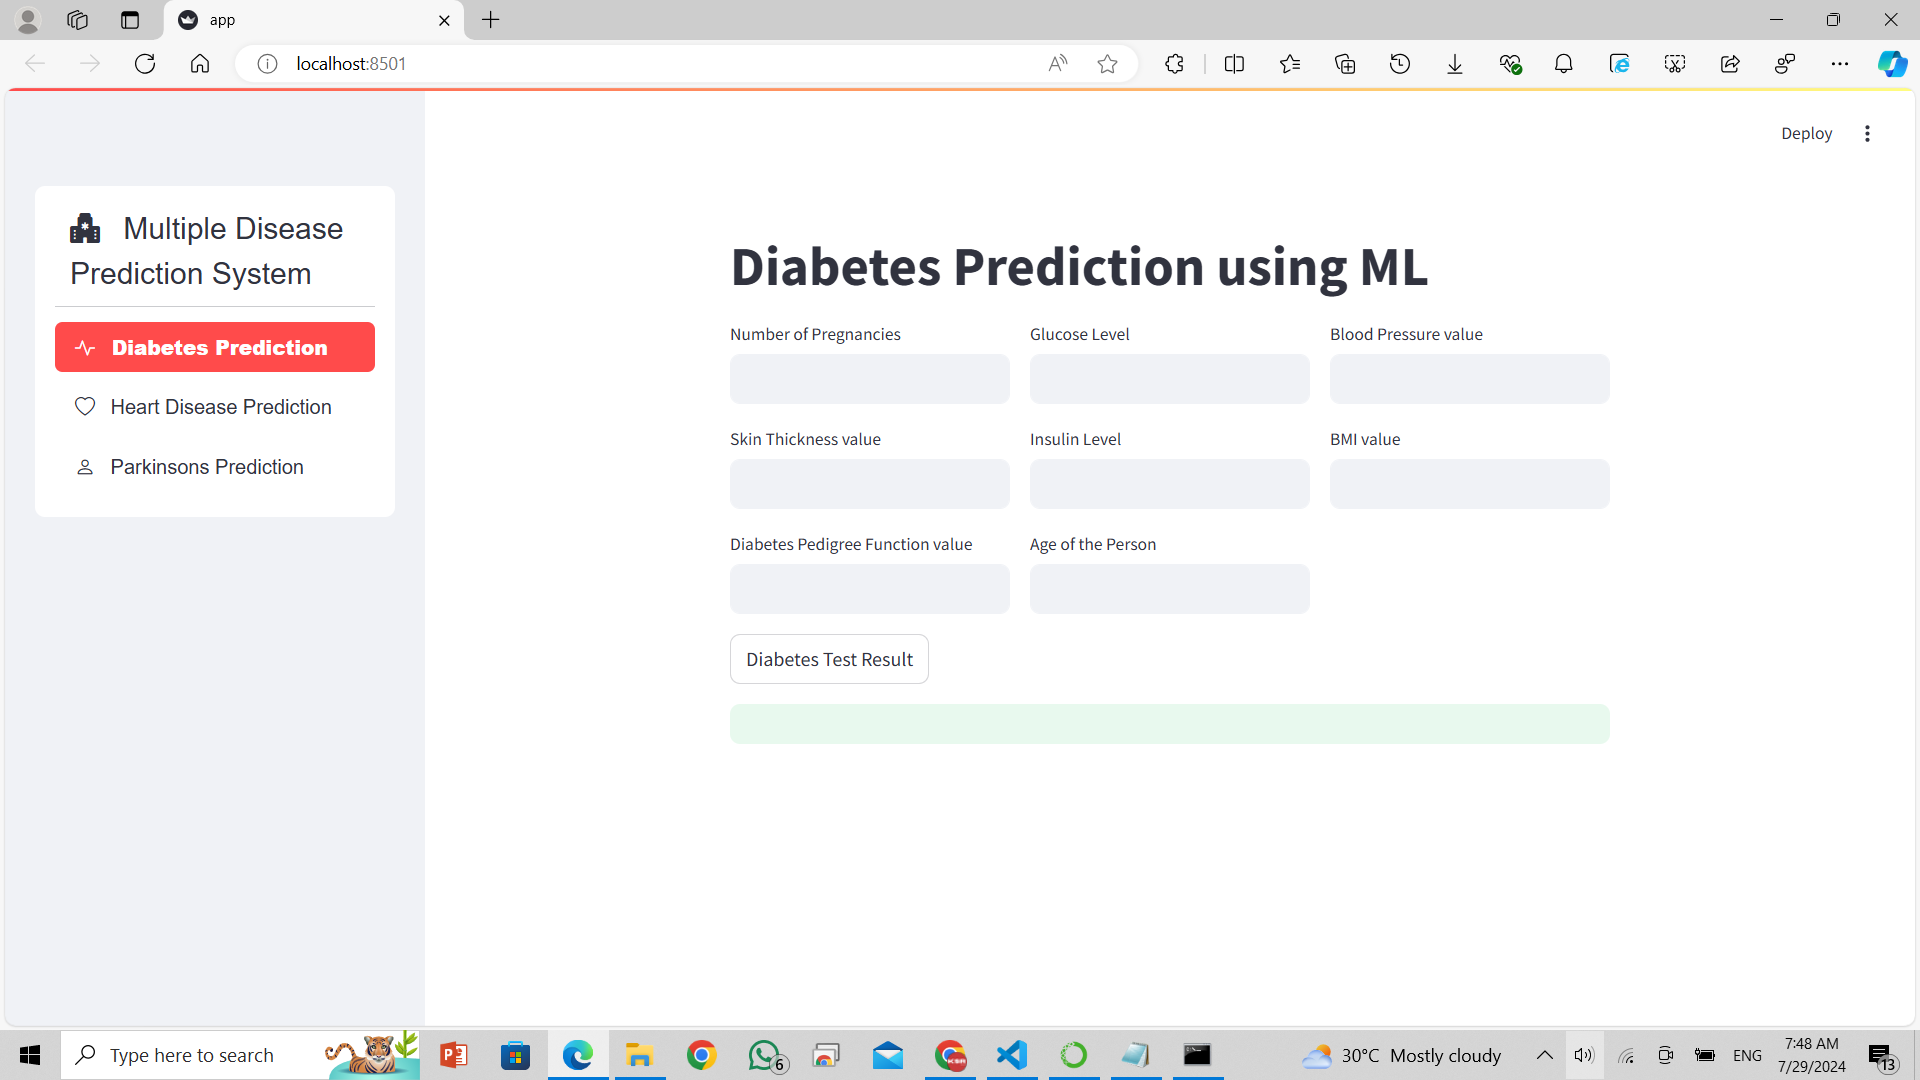 app
localhost:8501
Deploy
Multiple Disease
Prediction System
Diabetes Prediction
Heart Disease Prediction
Parkinsons Prediction
Diabetes Prediction using ML
Number of Pregnancies
Glucose Level
Blood Pressure value
Skin Thickness value
Insulin Level
BMI value
Diabetes Pedigree Function value
Age of the Person
Diabetes Test Result
Type here to search
6
30°C Mostly cloudy
ENG
7:48 AM
7/29/2024
13